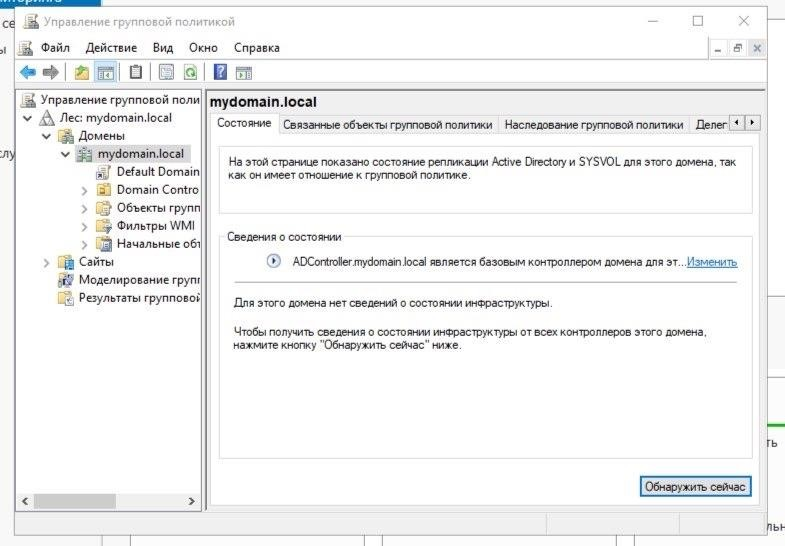 Управление групповой политикой
Файл Действие Вид Окно Справка
Управление групповой поли
Лес: mydomain.local
Домены
mydomain.local
Default Domain
Domain Contro
Объекты групп
Фильтры WMI
Начальные объ
Сайты
Моделирование групп
Результаты групповой
mydomain.local
Состояние Связанные объекты групповой политики Наследование групповой политики Делег
На этой странице показано состояние репликации Active Directory и SYSVOL для этого домена, так
как он имеет отношение к групповой политике.
Сведения о состоянии
ADController.mydomain.local является базовым контроллером домена для эт...Изменить
Для этого домена нет сведений о состоянии инфраструктуры.
Чтобы получить сведения о состоянии инфраструктуры от всех контроллеров этого домена,
нажмите кнопку "Обнаружить сейчас" ниже.
Обнаружить сейчас